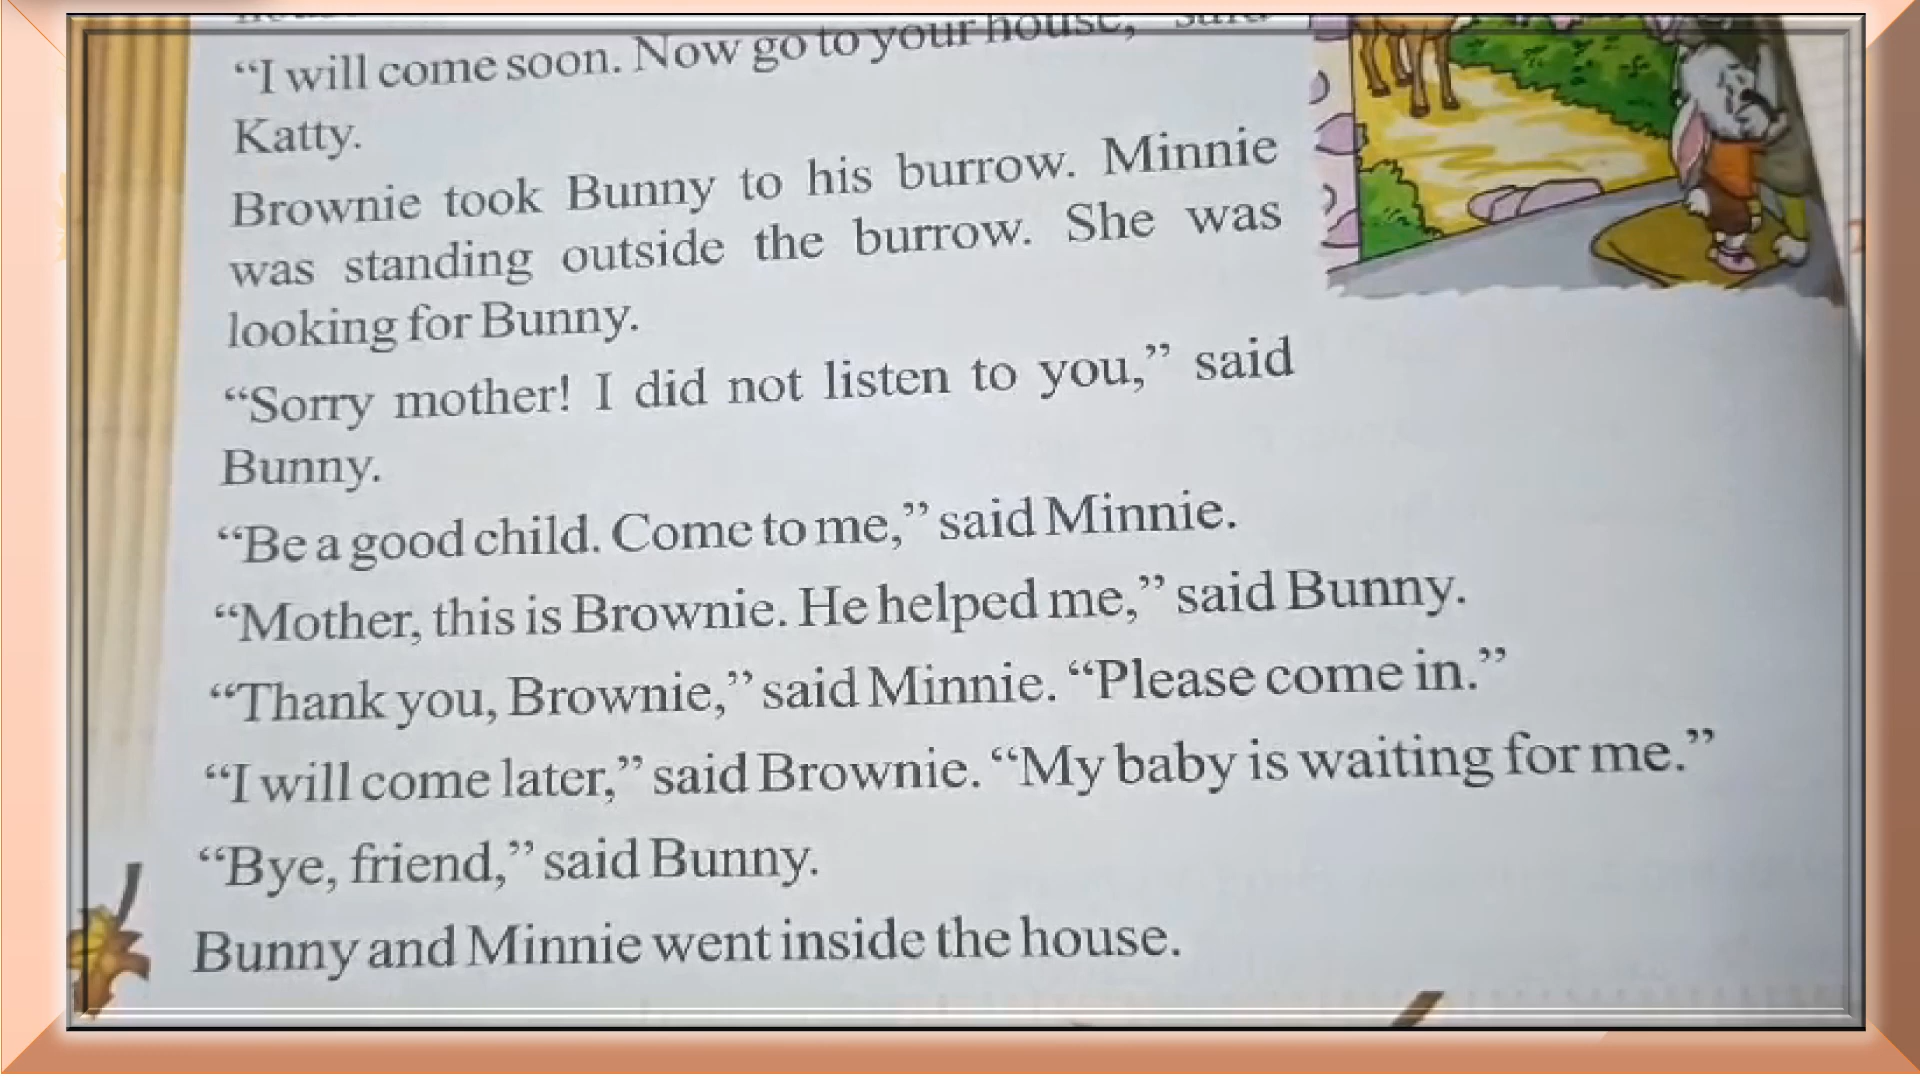 “I will come soon. Now go to your house,” said
Katty.
Brownie took Bunny to his burrow. Minnie
was standing outside the burrow. She was
looking for Bunny.
“Sorry mother! I did not listen to you,” said
Bunny.
“Be a good child. Come to me,” said Minnie.
“Mother, this is Brownie. He helped me,” said Bunny.
“Thank you, Brownie,” said Minnie. “Please come in.”
“I will come later,” said Brownie. “My baby is waiting for me.”
“Bye, friend,” said Bunny.
Bunny and Minnie went inside the house.